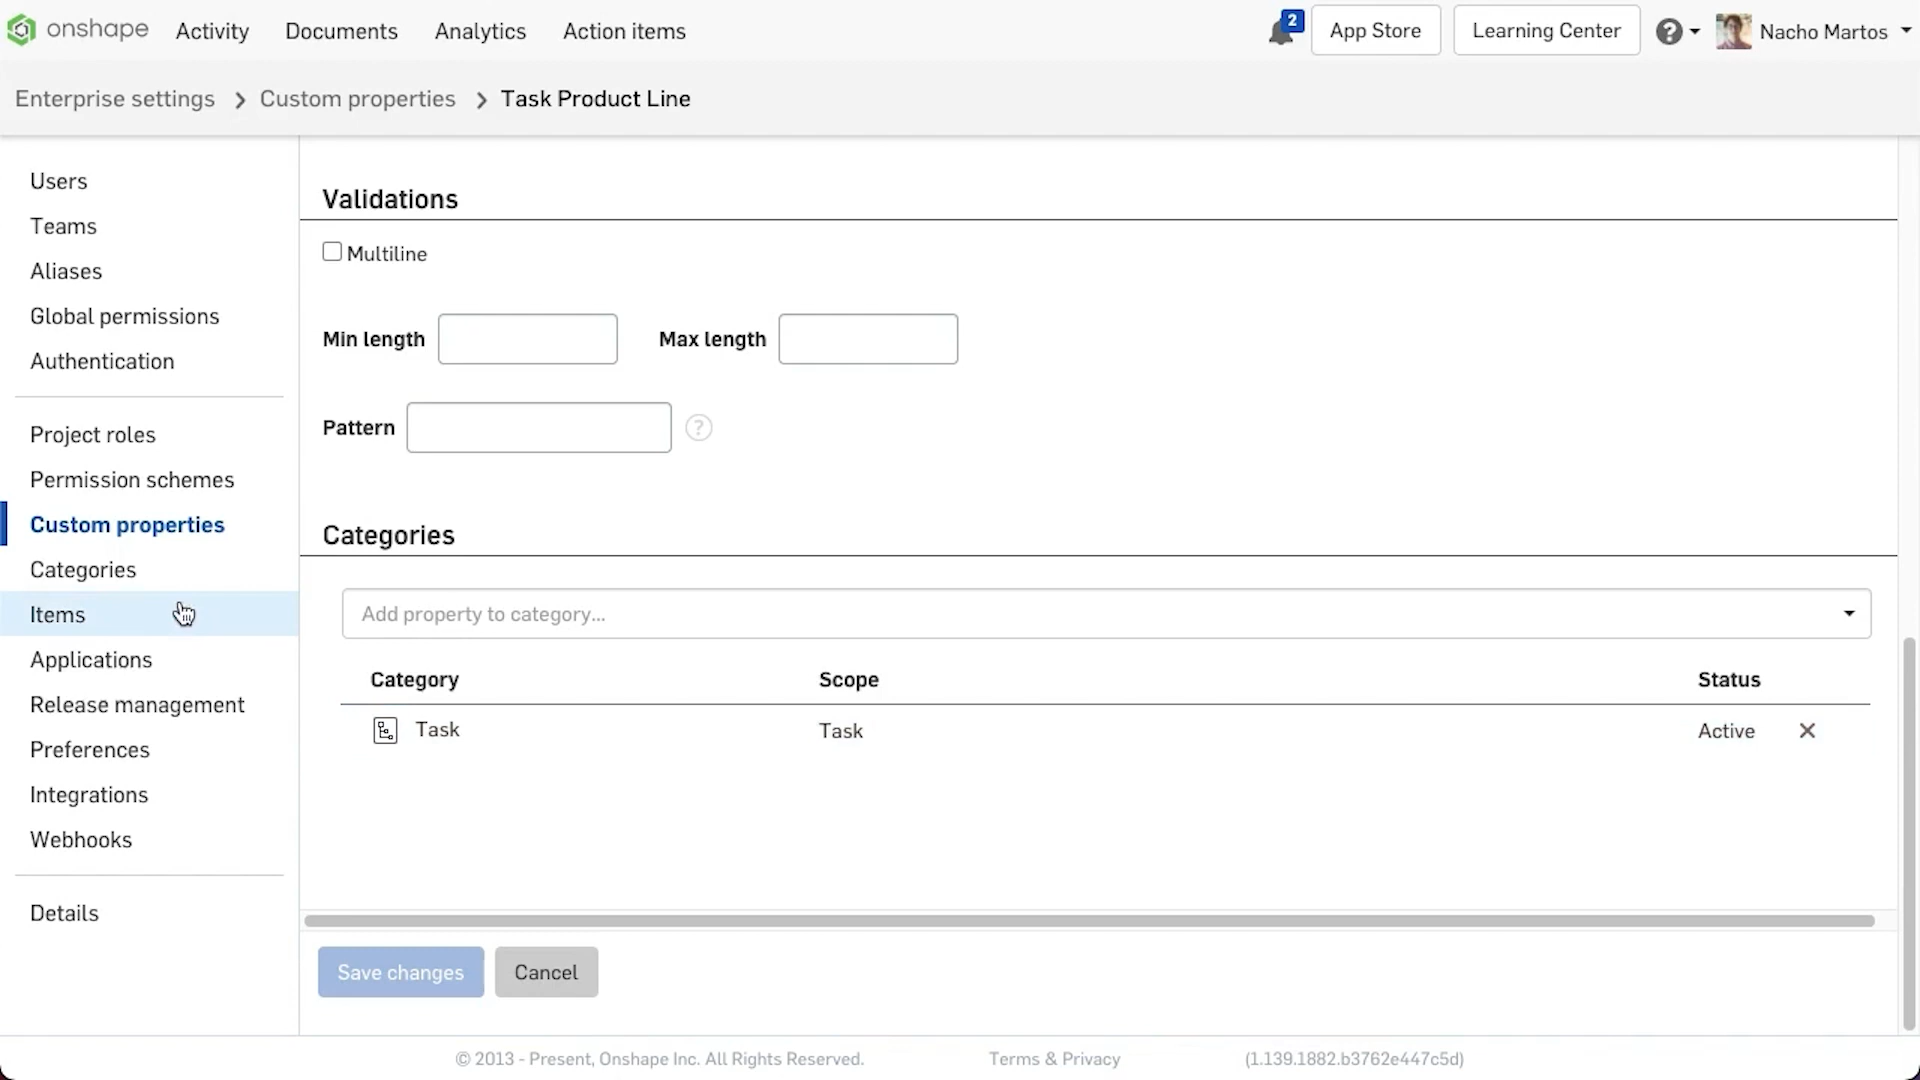 onshape Activity Documents Analytics Action items 2 App Store Learning Center ? Nacho Martos
Enterprise settings > Custom properties > Task Product Line
Users
Teams
Aliases
Global permissions
Authentication
Project roles
Permission schemes
Custom properties
Categories
Items
Applications
Release management
Preferences
Integrations
Webhooks
Details
Validations
Multiline
Min length Max length
Pattern ?
Categories
Add property to category...
Category Scope Status
Task Task Active
Save changes Cancel
© 2013 - Present, Onshape Inc. All Rights Reserved. Terms & Privacy (1.139.1882.b3762e447c5d)